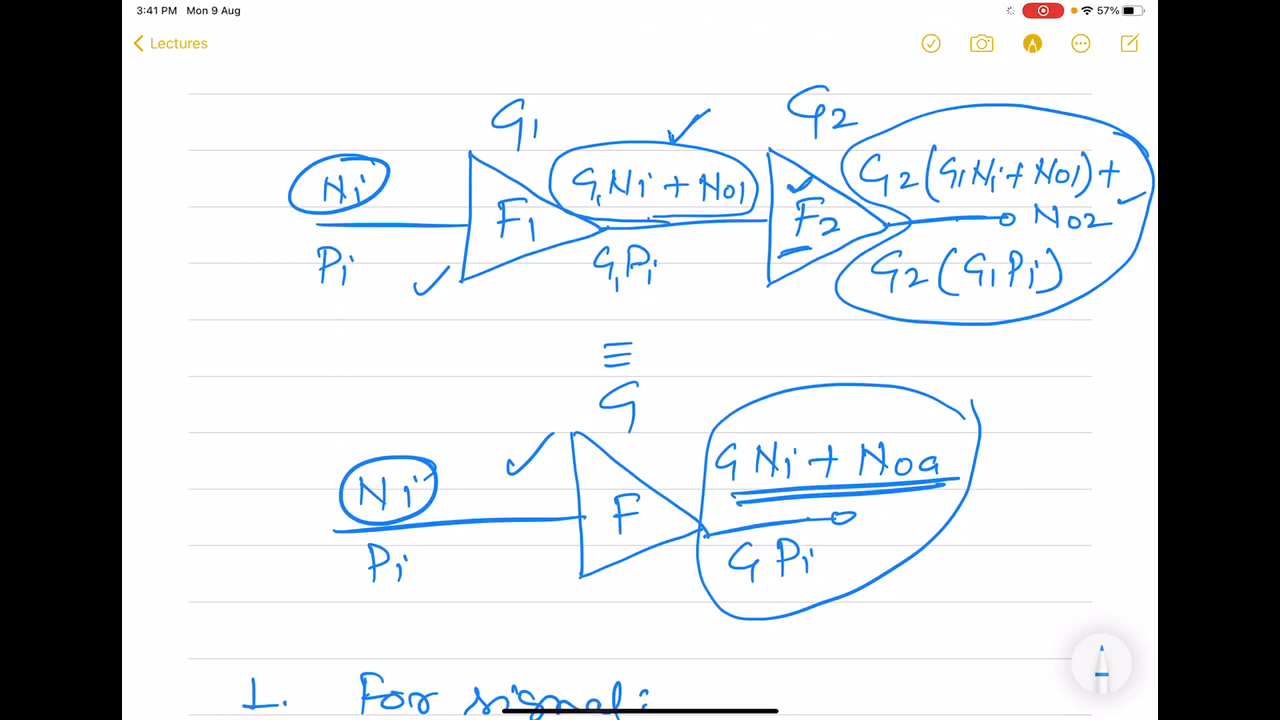 3:41 PM Mon 9 Aug 57%
Lectures
G1 G2
Ni G1Ni + No1 G2(G1Ni + No1) +
F1 F2 No2
Pi G1Pi G2(G1Pi)
≡
G
Ni GNi + Noa
F
Pi GPi
1. For signal: